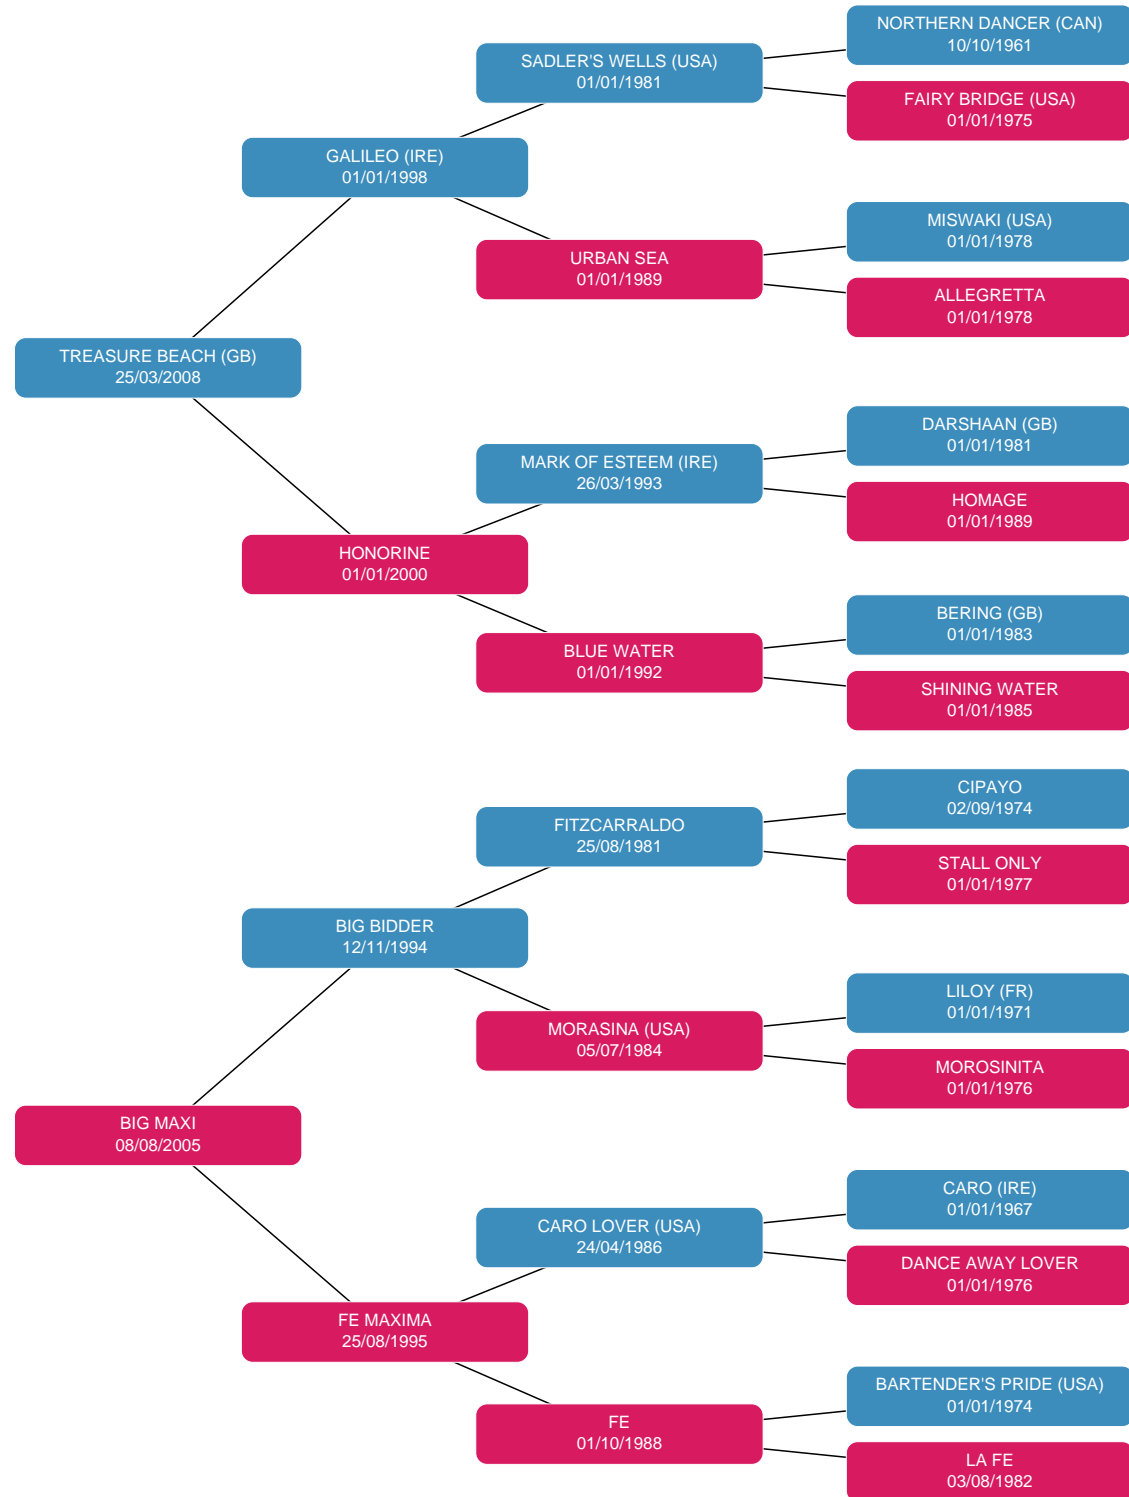 NORTHERN DANCER (CAN)
10/10/1961
SADLER'S WELLS (USA)
01/01/1981
FAIRY BRIDGE (USA)
01/01/1975
GALILEO (IRE)
01/01/1998
MISWAKI (USA)
01/01/1978
URBAN SEA
01/01/1989
ALLEGRETTA
01/01/1978
TREASURE BEACH (GB)
25/03/2008
DARSHAAN (GB)
01/01/1981
MARK OF ESTEEM (IRE)
26/03/1993
HOMAGE
01/01/1989
HONORINE
01/01/2000
BERING (GB)
01/01/1983
BLUE WATER
01/01/1992
SHINING WATER
01/01/1985
CIPAYO
02/09/1974
FITZCARRALDO
25/08/1981
STALL ONLY
01/01/1977
BIG BIDDER
12/11/1994
LILOY (FR)
01/01/1971
MORASINA (USA)
05/07/1984
MOROSINITA
01/01/1976
BIG MAXI
08/08/2005
CARO (IRE)
01/01/1967
CARO LOVER (USA)
24/04/1986
DANCE AWAY LOVER
01/01/1976
FE MAXIMA
25/08/1995
BARTENDER'S PRIDE (USA)
01/01/1974
FE
01/10/1988
LA FE
03/08/1982